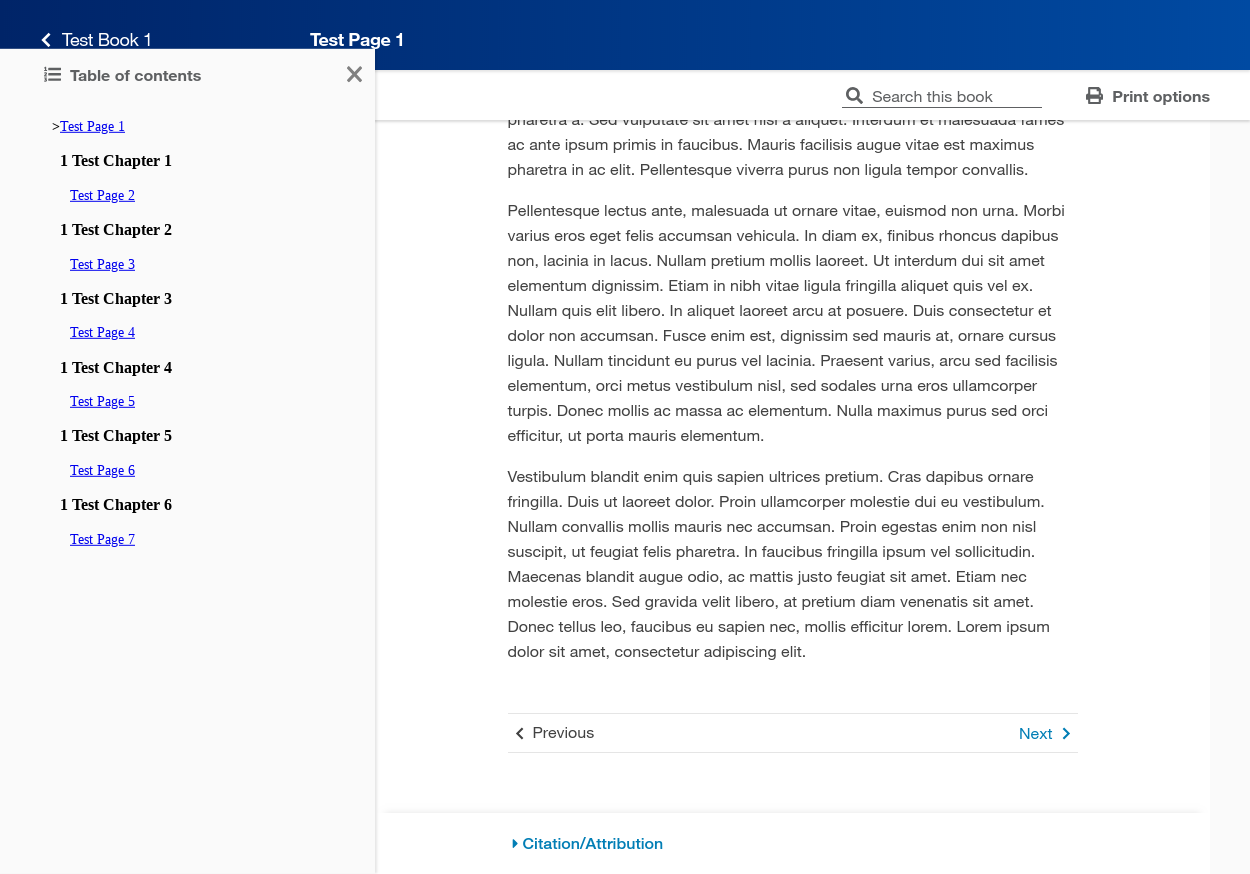 Test Book 1
Test Page 1
Table of contents
Search this book
Print options
>Test Page 1
1 Test Chapter 1
Test Page 2
1 Test Chapter 2
Test Page 3
1 Test Chapter 3
Test Page 4
1 Test Chapter 4
Test Page 5
1 Test Chapter 5
Test Page 6
1 Test Chapter 6
Test Page 7
pharetra a. Sed vulputate sit amet nisl a aliquet. Interdum et malesuada fames
ac ante ipsum primis in faucibus. Mauris facilisis augue vitae est maximus
pharetra in ac elit. Pellentesque viverra purus non ligula tempor convallis.
Pellentesque lectus ante, malesuada ut ornare vitae, euismod non urna. Morbi
varius eros eget felis accumsan vehicula. In diam ex, finibus rhoncus dapibus
non, lacinia in lacus. Nullam pretium mollis laoreet. Ut interdum dui sit amet
elementum dignissim. Etiam in nibh vitae ligula fringilla aliquet quis vel ex.
Nullam quis elit libero. In aliquet laoreet arcu at posuere. Duis consectetur et
dolor non accumsan. Fusce enim est, dignissim sed mauris at, ornare cursus
ligula. Nullam tincidunt eu purus vel lacinia. Praesent varius, arcu sed facilisis
elementum, orci metus vestibulum nisl, sed sodales urna eros ullamcorper
turpis. Donec mollis ac massa ac elementum. Nulla maximus purus sed orci
efficitur, ut porta mauris elementum.
Vestibulum blandit enim quis sapien ultrices pretium. Cras dapibus ornare
fringilla. Duis ut laoreet dolor. Proin ullamcorper molestie dui eu vestibulum.
Nullam convallis mollis mauris nec accumsan. Proin egestas enim non nisl
suscipit, ut feugiat felis pharetra. In faucibus fringilla ipsum vel sollicitudin.
Maecenas blandit augue odio, ac mattis justo feugiat sit amet. Etiam nec
molestie eros. Sed gravida velit libero, at pretium diam venenatis sit amet.
Donec tellus leo, faucibus eu sapien nec, mollis efficitur lorem. Lorem ipsum
dolor sit amet, consectetur adipiscing elit.
Previous
Next
Citation/Attribution